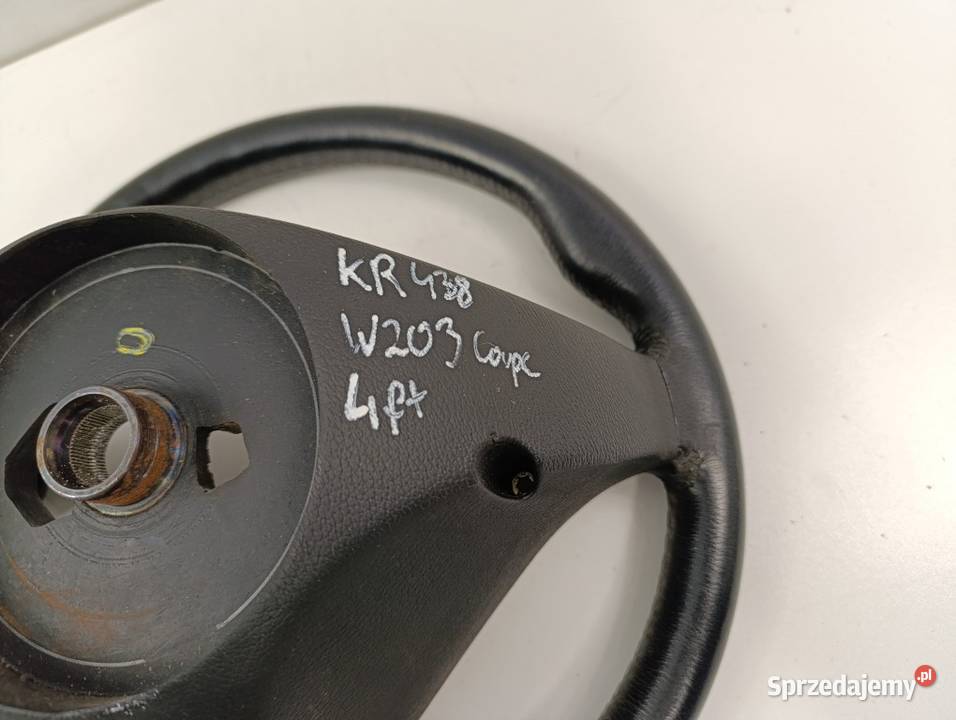 KR 438
W203 Coupe
4ft
Sprzedajemy.pl